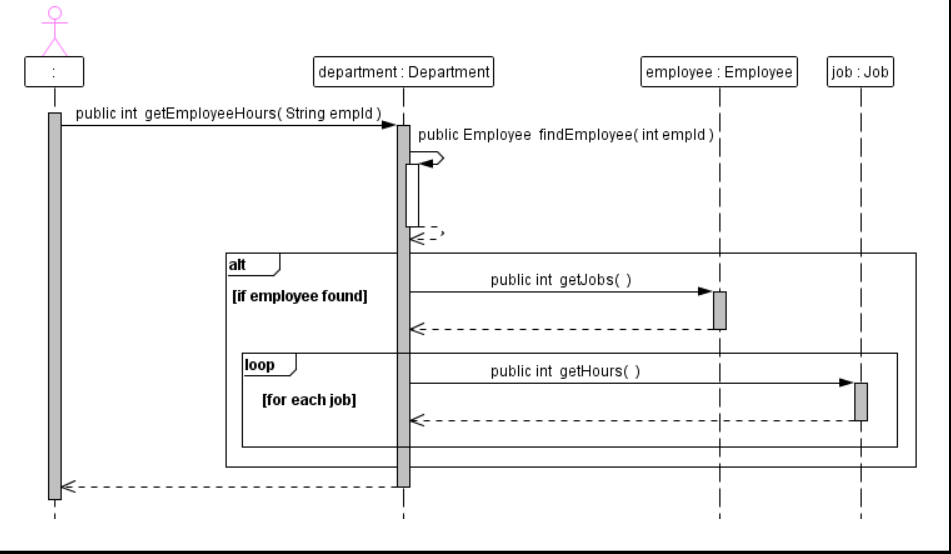 :
department : Department
employee : Employee
job : Job
public int getEmployeeHours( String empId )
public Employee findEmployee( int empId )
alt
[if employee found]
public int getJobs( )
loop
[for each job]
public int getHours( )